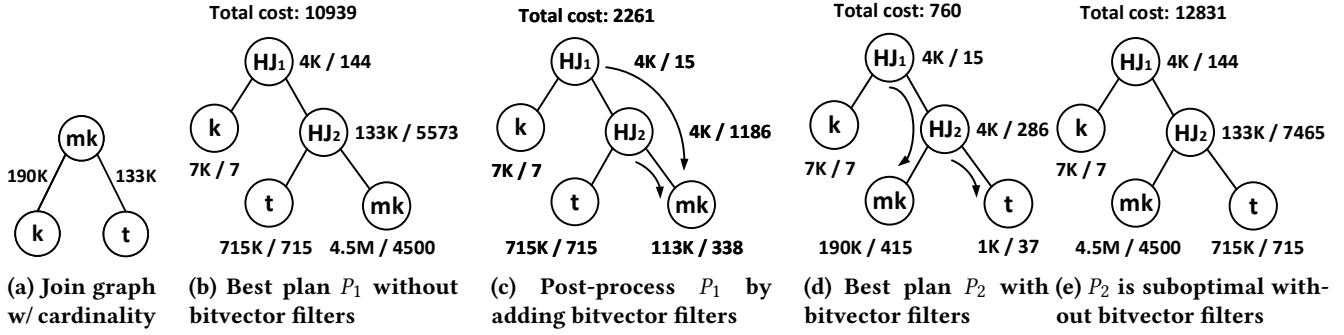 Total cost: 10939
Total cost: 2261
Total cost: 760
Total cost: 12831
mk
190K
133K
k
t
(a) Join graph
w/ cardinality
HJ1
4K / 144
k
7K / 7
HJ2
133K / 5573
t
715K / 715
mk
4.5M / 4500
(b) Best plan P1 without
bitvector filters
HJ1
4K / 15
k
7K / 7
HJ2
4K / 1186
t
715K / 715
mk
113K / 338
(c) Post-process P1 by
adding bitvector filters
HJ1
4K / 15
k
7K / 7
HJ2
4K / 286
mk
190K / 415
t
1K / 37
(d) Best plan P2 with
bitvector filters
HJ1
4K / 144
k
7K / 7
HJ2
133K / 7465
mk
4.5M / 4500
t
715K / 715
(e) P2 is suboptimal with-
out bitvector filters